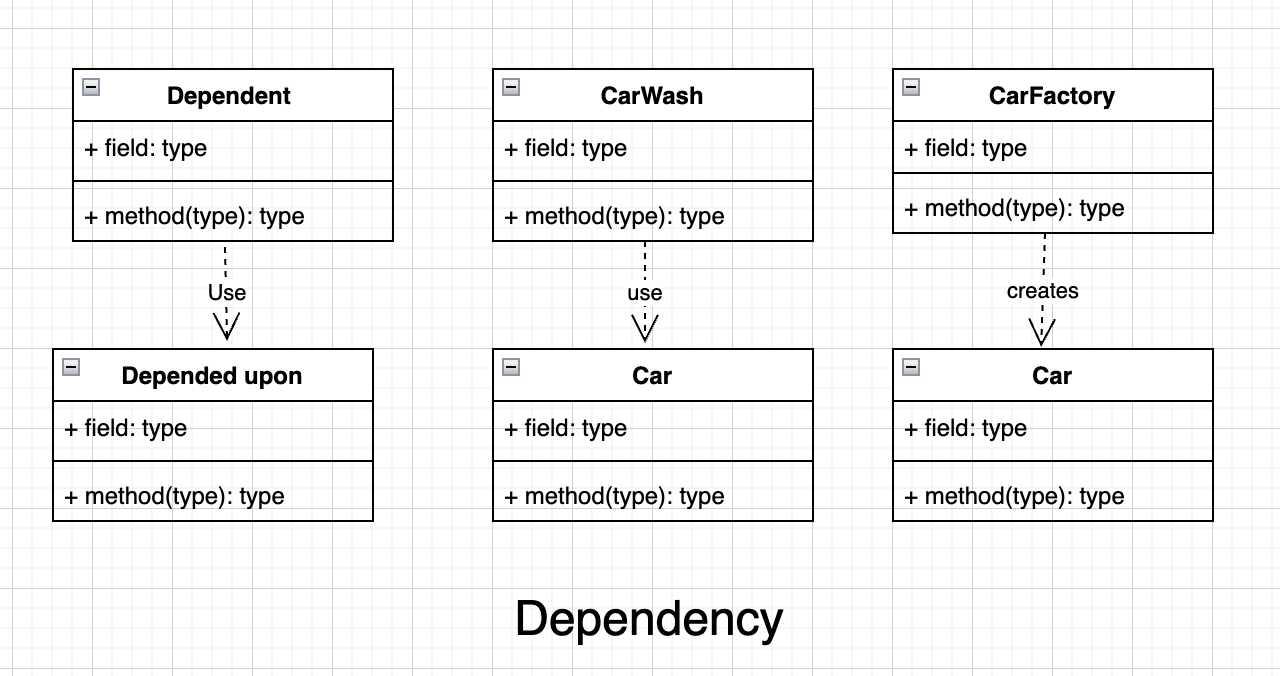 Dependent
+ field: type
+ method(type): type
Use
Depended upon
+ field: type
+ method(type): type
CarWash
+ field: type
+ method(type): type
use
Car
+ field: type
+ method(type): type
CarFactory
+ field: type
+ method(type): type
creates
Car
+ field: type
+ method(type): type
Dependency